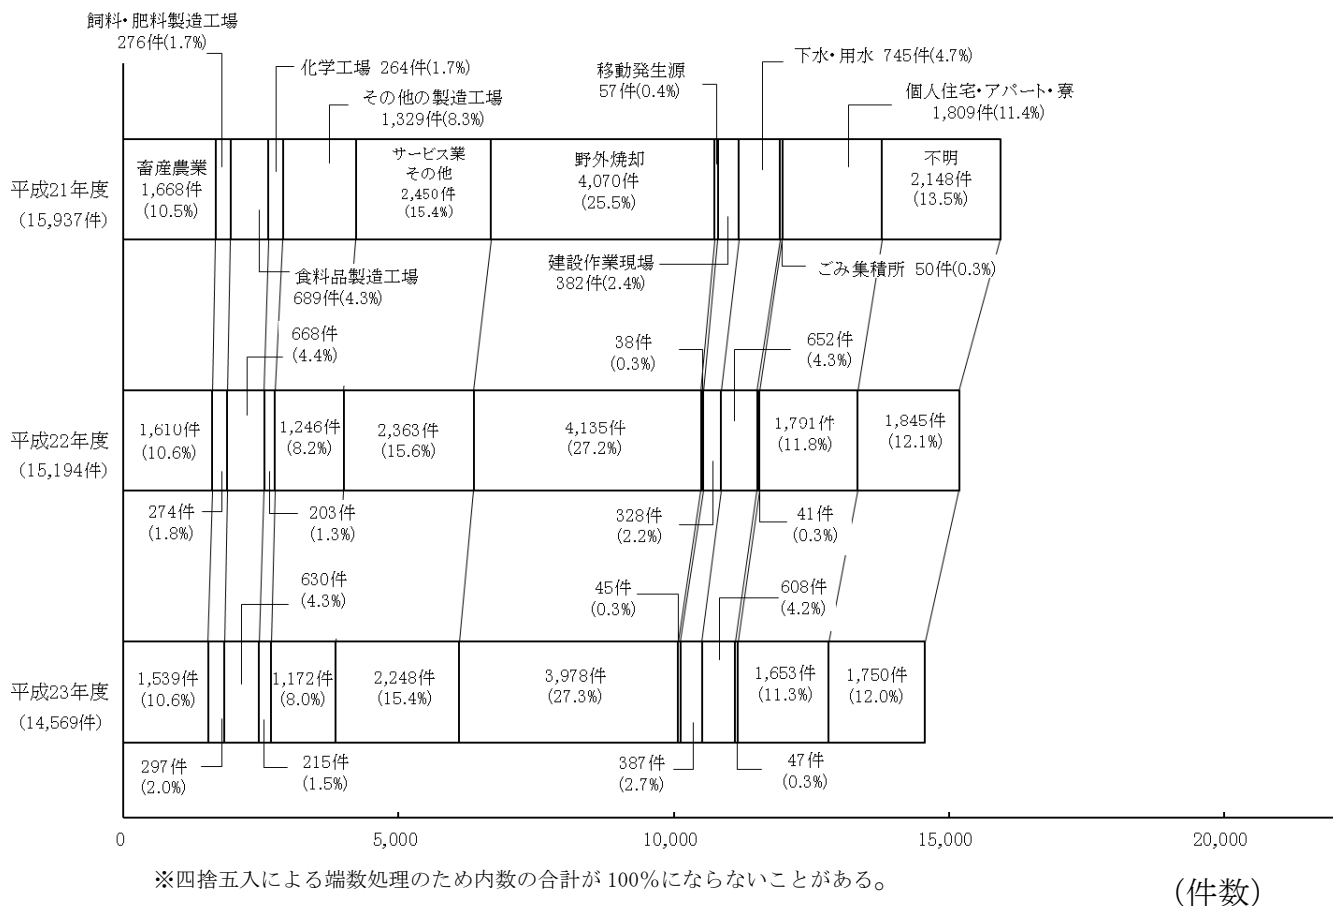 飼料・肥料製造工場
276件(1.7%)
化学工場 264件(1.7%)
その他の製造工場
1,329件(8.3%)
移動発生源
57件(0.4%)
下水・用水 745件(4.7%)
個人住宅・アパート・寮
1,809件(11.4%)
平成21年度
(15,937件)
畜産農業
1,668件
(10.5%)
サービス業
その他
2,450件
(15.4%)
野外焼却
4,070件
(25.5%)
不明
2,148件
(13.5%)
食料品製造工場
689件(4.3%)
建設作業現場
382件(2.4%)
ごみ集積所 50件(0.3%)
668件
(4.4%)
38件
(0.3%)
652件
(4.3%)
平成22年度
(15,194件)
1,610件
(10.6%)
1,246件
(8.2%)
2,363件
(15.6%)
4,135件
(27.2%)
1,791件
(11.8%)
1,845件
(12.1%)
274件
(1.8%)
203件
(1.3%)
328件
(2.2%)
41件
(0.3%)
630件
(4.3%)
45件
(0.3%)
608件
(4.2%)
平成23年度
(14,569件)
1,539件
(10.6%)
1,172件
(8.0%)
2,248件
(15.4%)
3,978件
(27.3%)
1,653件
(11.3%)
1,750件
(12.0%)
297件
(2.0%)
215件
(1.5%)
387件
(2.7%)
47件
(0.3%)
0 5,000 10,000 15,000 20,000
※四捨五入による端数処理のため内数の合計が 100%にならないことがある。
(件数)